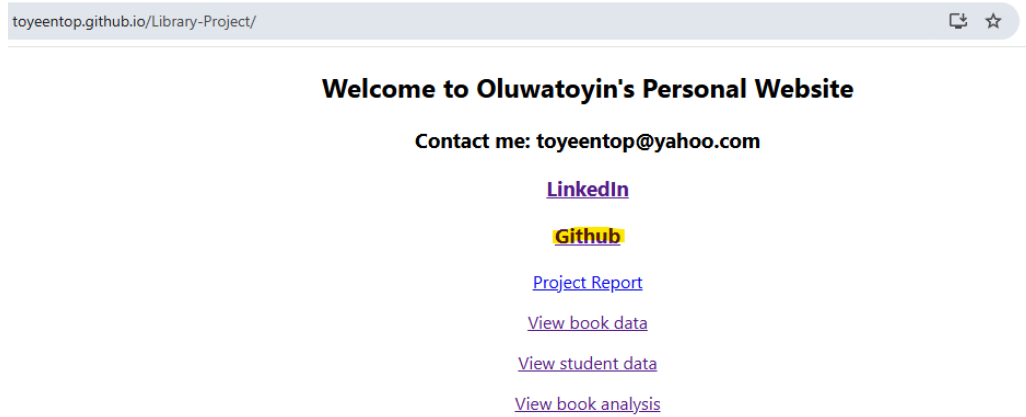 toyeentop.github.io/Library-Project/
Welcome to Oluwatoyin's Personal Website
Contact me: toyeentop@yahoo.com
LinkedIn
Github
Project Report
View book data
View student data
View book analysis